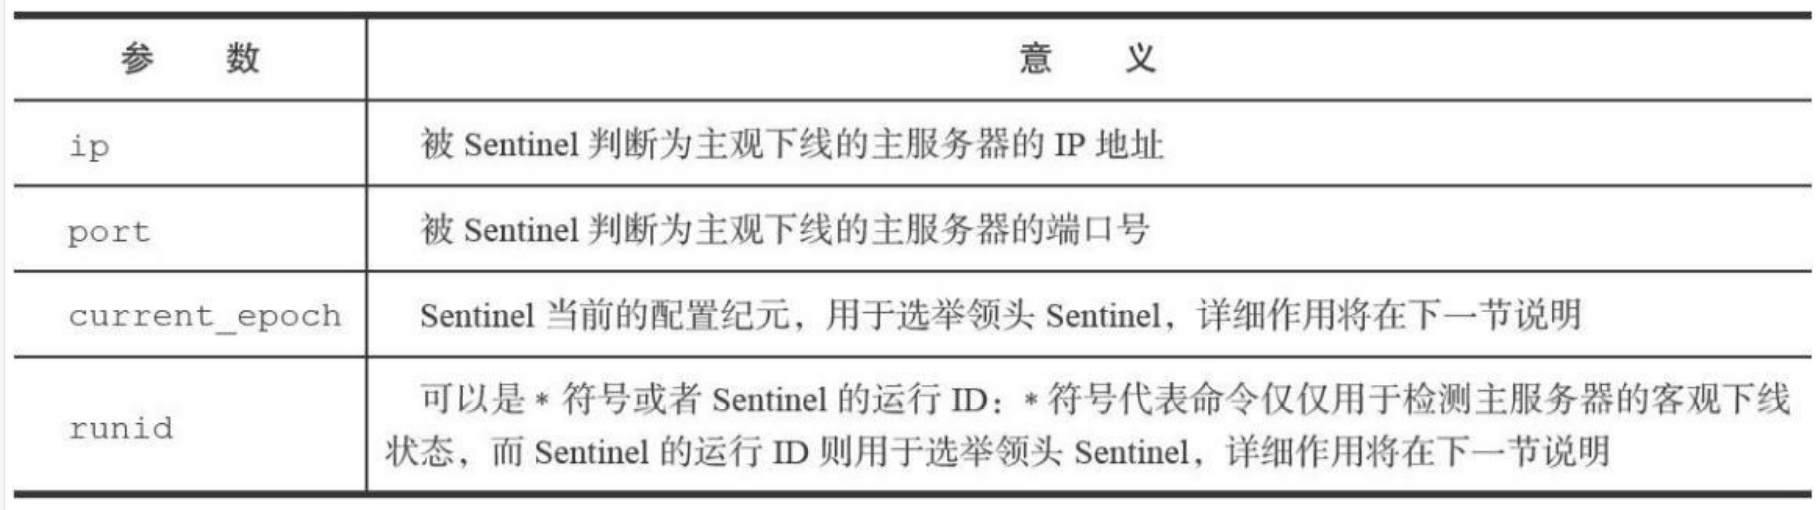 参 数 意 义
ip 被 Sentinel 判断为主观下线的主服务器的 IP 地址
port 被 Sentinel 判断为主观下线的主服务器的端口号
current_epoch Sentinel 当前的配置纪元，用于选举领头 Sentinel，详细作用将在下一节说明
runid 可以是 * 符号或者 Sentinel 的运行 ID：* 符号代表命令仅仅用于检测主服务器的客观下线
状态，而 Sentinel 的运行 ID 则用于选举领头 Sentinel，详细作用将在下一节说明